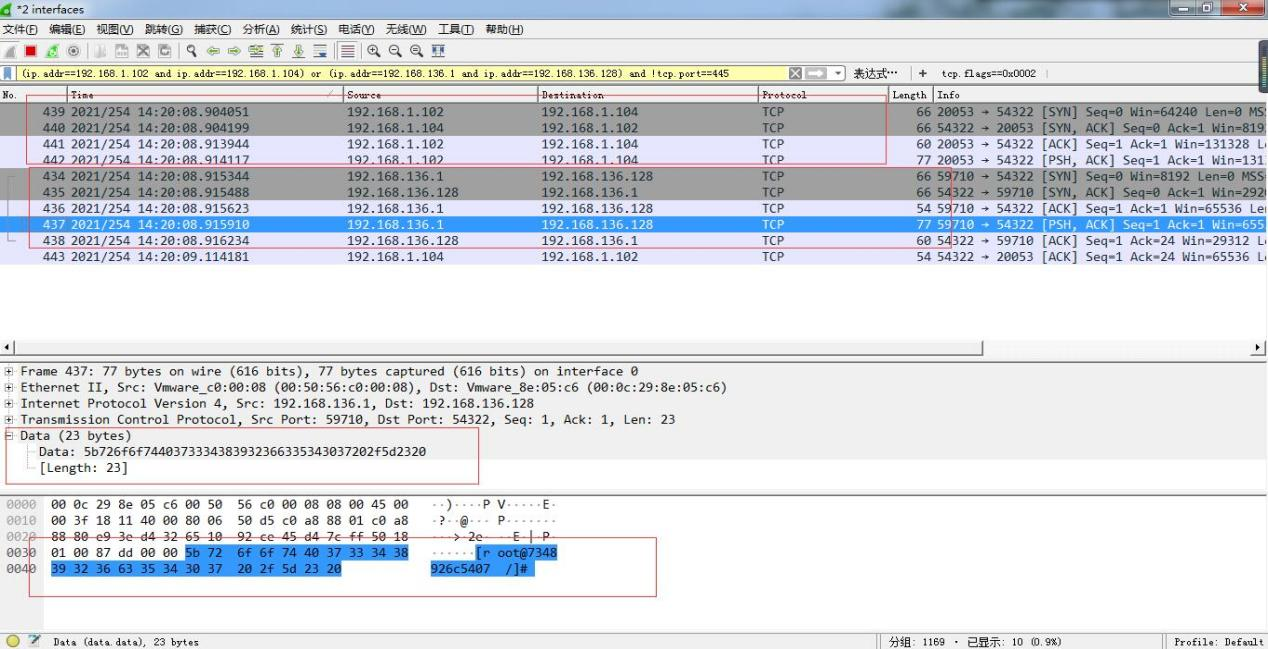 *2 interfaces
文件(F) 编辑(E) 视图(V) 跳转(G) 捕获(C) 分析(A) 统计(S) 电话(Y) 无线(W) 工具(T) 帮助(H)
(ip.addr==192.168.1.102 and ip.addr==192.168.1.104) or (ip.addr==192.168.136.1 and ip.addr==192.168.136.128) and !tcp.port==445 表达式… + tcp.flags==0x0002
No. Time Source Destination Protocol Length Info
439 2021/254 14:20:08.904051 192.168.1.102 192.168.1.104 TCP 66 20053 → 54322 [SYN] Seq=0 Win=64240 Len=0 MSS
440 2021/254 14:20:08.904199 192.168.1.104 192.168.1.102 TCP 66 54322 → 20053 [SYN, ACK] Seq=0 Ack=1 Win=819
441 2021/254 14:20:08.913944 192.168.1.102 192.168.1.104 TCP 60 20053 → 54322 [ACK] Seq=1 Ack=1 Win=131328 L
442 2021/254 14:20:08.914117 192.168.1.102 192.168.1.104 TCP 77 20053 → 54322 [PSH, ACK] Seq=1 Ack=1 Win=131
434 2021/254 14:20:08.915344 192.168.136.1 192.168.136.128 TCP 66 59710 → 54322 [SYN] Seq=0 Win=8192 Len=0 MSS
435 2021/254 14:20:08.915488 192.168.136.128 192.168.136.1 TCP 66 54322 → 59710 [SYN, ACK] Seq=0 Ack=1 Win=292
436 2021/254 14:20:08.915623 192.168.136.1 192.168.136.128 TCP 54 59710 → 54322 [ACK] Seq=1 Ack=1 Win=65536 Le
437 2021/254 14:20:08.915910 192.168.136.1 192.168.136.128 TCP 77 59710 → 54322 [PSH, ACK] Seq=1 Ack=1 Win=655
438 2021/254 14:20:08.916234 192.168.136.128 192.168.136.1 TCP 60 54322 → 59710 [ACK] Seq=1 Ack=24 Win=29312 L
443 2021/254 14:20:09.114181 192.168.1.104 192.168.1.102 TCP 54 54322 → 20053 [ACK] Seq=1 Ack=24 Win=65536 L
Frame 437: 77 bytes on wire (616 bits), 77 bytes captured (616 bits) on interface 0
Ethernet II, Src: Vmware_c0:00:08 (00:50:56:c0:00:08), Dst: Vmware_8e:05:c6 (00:0c:29:8e:05:c6)
Internet Protocol Version 4, Src: 192.168.136.1, Dst: 192.168.136.128
Transmission Control Protocol, Src Port: 59710, Dst Port: 54322, Seq: 1, Ack: 1, Len: 23
Data (23 bytes)
Data: 5b726f6f7440373334383932366335343037202f5d2320
[Length: 23]
0000 00 0c 29 8e 05 c6 00 50 56 c0 00 08 08 00 45 00 ··)····P V·····E·
0010 00 3f 18 11 40 00 80 06 50 d5 c0 a8 88 01 c0 a8 ·?··@··· P·······
0020 88 80 e9 3e d4 32 65 10 92 ce 45 d4 7c ff 50 18 ···>·2e· ··E·|·P·
0030 01 00 87 dd 00 00 5b 72 6f 6f 74 40 37 33 34 38 ······[r oot@7348
0040 39 32 36 63 35 34 30 37 20 2f 5d 23 20 926c5407 /]#
Data (data.data), 23 bytes 分组: 1169 · 已显示: 10 (0.9%) Profile: Default